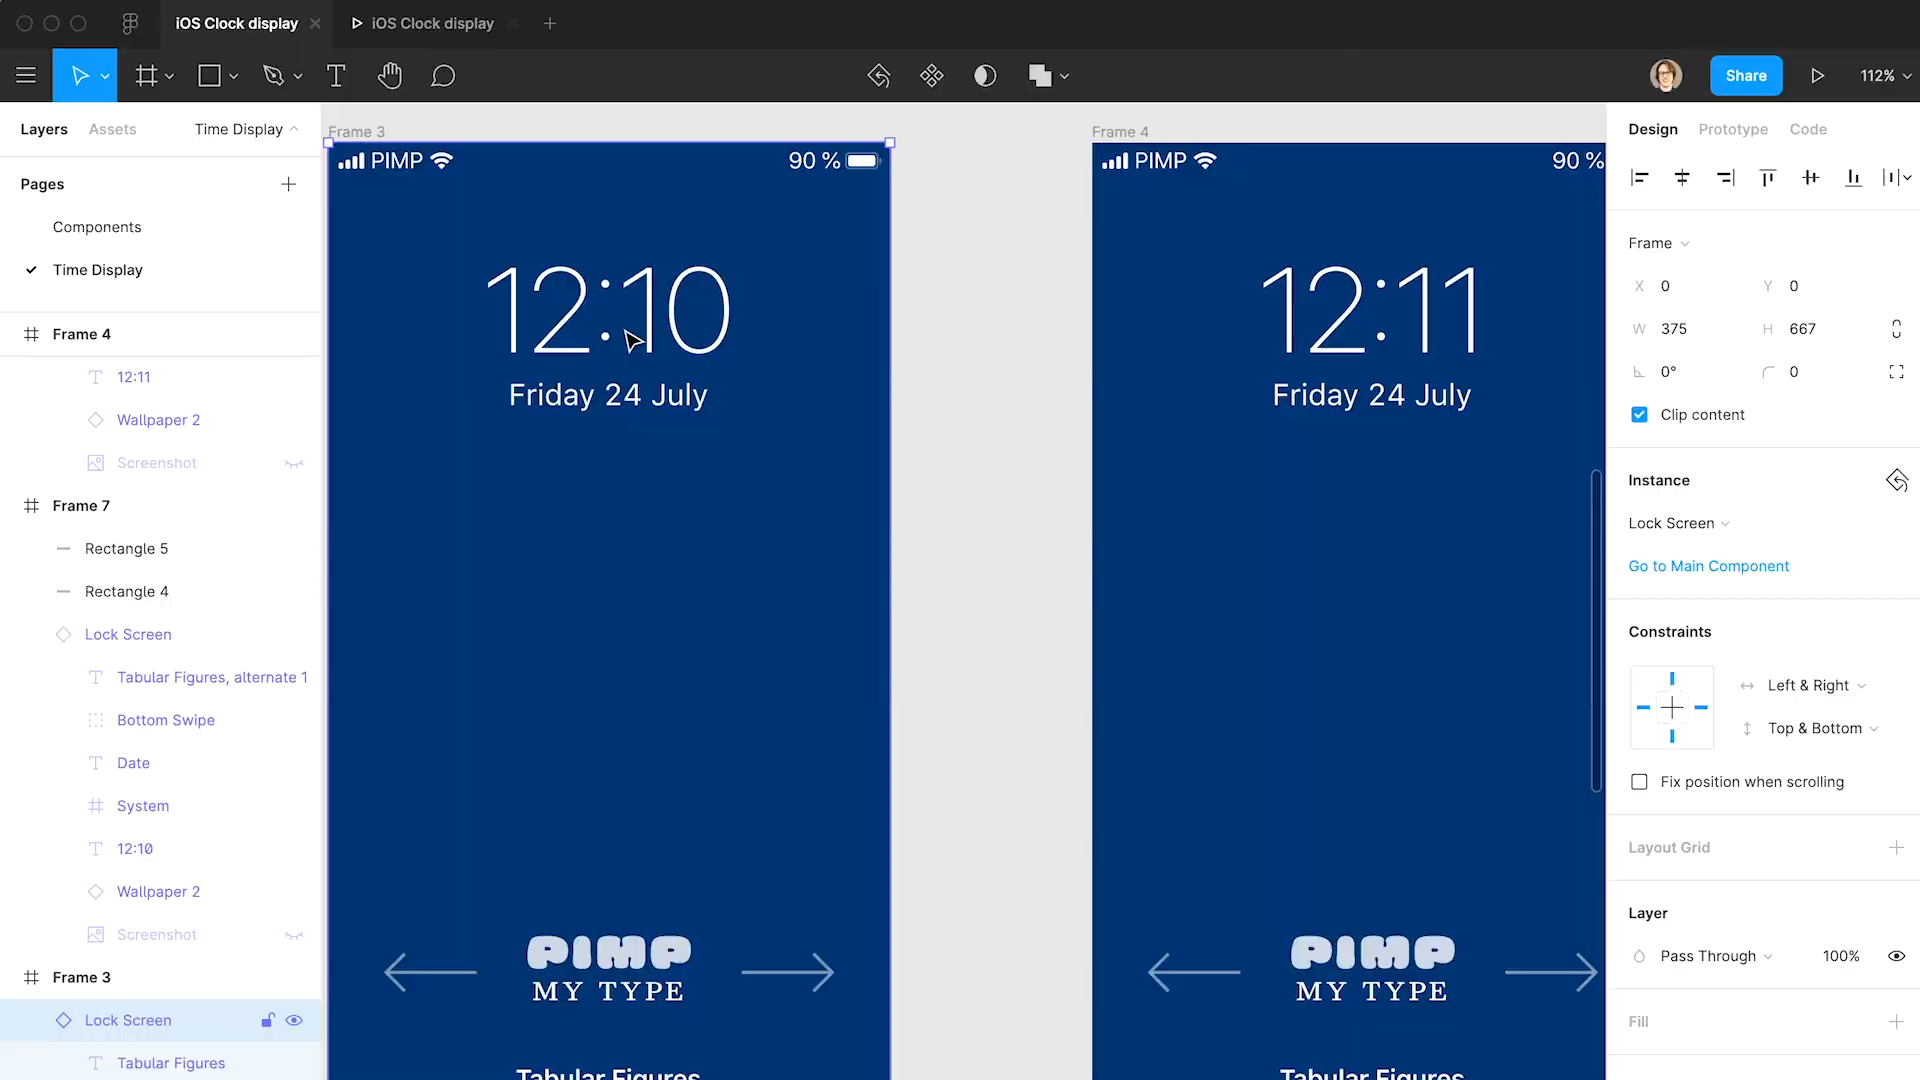 iOS Clock display
iOS Clock display
Share
112%
Layers
Assets
Time Display
Pages
Components
Time Display
Frame 4
12:11
Wallpaper 2
Screenshot
Frame 7
Rectangle 5
Rectangle 4
Lock Screen
Tabular Figures, alternate 1
Bottom Swipe
Date
System
12:10
Wallpaper 2
Screenshot
Frame 3
Lock Screen
Tabular Figures
Frame 3
PIMP
90 %
12:10
Friday 24 July
PIMP
MY TYPE
Tabular Figures
Frame 4
PIMP
90 %
12:11
Friday 24 July
PIMP
MY TYPE
Tabular Figures
Design
Prototype
Code
Frame
X 0
Y 0
W 375
H 667
0°
0
Clip content
Instance
Lock Screen
Go to Main Component
Constraints
Left & Right
Top & Bottom
Fix position when scrolling
Layout Grid
Layer
Pass Through
100%
Fill